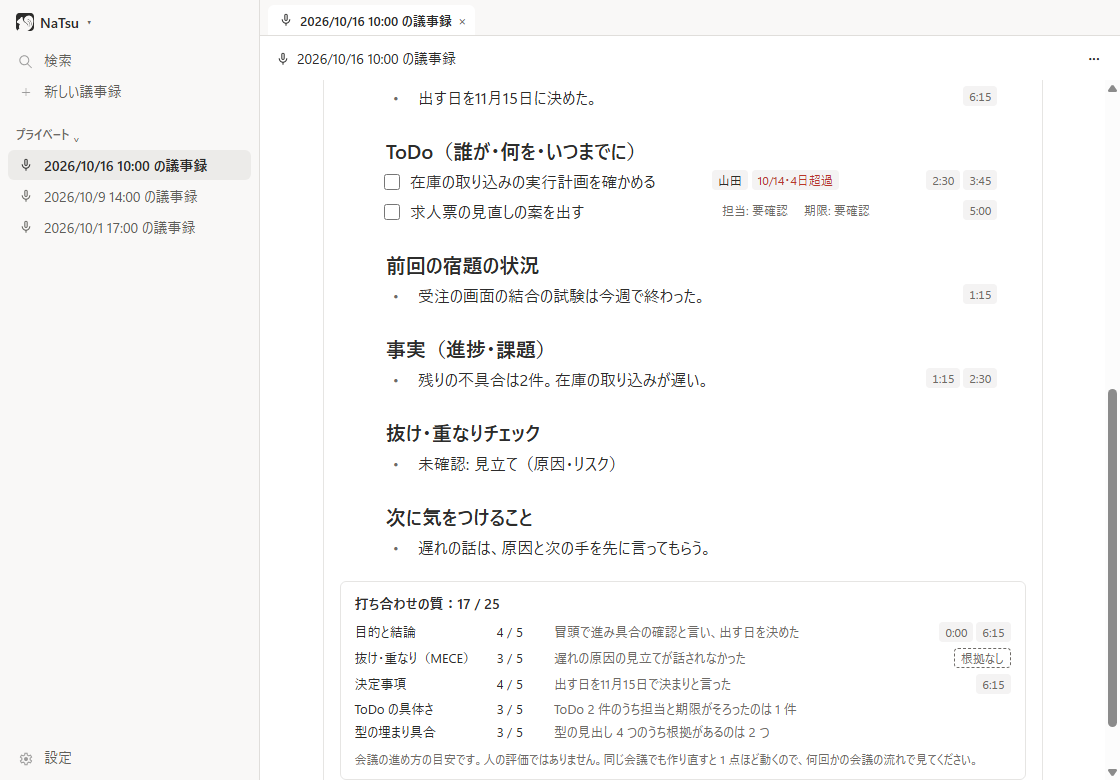 NaTsu
検索
新しい議事録
プライベート
2026/10/16 10:00 の議事録
2026/10/9 14:00 の議事録
2026/10/1 17:00 の議事録
設定
2026/10/16 10:00 の議事録 ×
2026/10/16 10:00 の議事録 ...
・ 出す日を11月15日に決めた。 6:15
ToDo（誰が・何を・いつまでに）
在庫の取り込みの実行計画を確かめる 山田 10/14・4日超過 2:30 3:45
求人票の見直しの案を出す 担当: 要確認 期限: 要確認 5:00
前回の宿題の状況
・ 受注の画面の結合の試験は今週で終わった。 1:15
事実（進捗・課題）
・ 残りの不具合は2件。在庫の取り込みが遅い。 1:15 2:30
抜け・重なりチェック
・ 未確認: 見立て（原因・リスク）
次に気をつけること
・ 遅れの話は、原因と次の手を先に言ってもらう。
打ち合わせの質：17 / 25
目的と結論 4 / 5 冒頭で進み具合の確認と言い、出す日を決めた 0:00 6:15
抜け・重なり（MECE） 3 / 5 遅れの原因の見立てが話されなかった 根拠なし
決定事項 4 / 5 出す日を11月15日で決まりと言った 6:15
ToDo の具体さ 3 / 5 ToDo 2 件のうち担当と期限がそろったのは 1 件
型の埋まり具合 3 / 5 型の見出し 4 つのうち根拠があるのは 2 つ
会議の進め方の目安です。人の評価ではありません。同じ会議でも作り直すと 1 点ほど動くので、何回かの会議の流れで見てください。